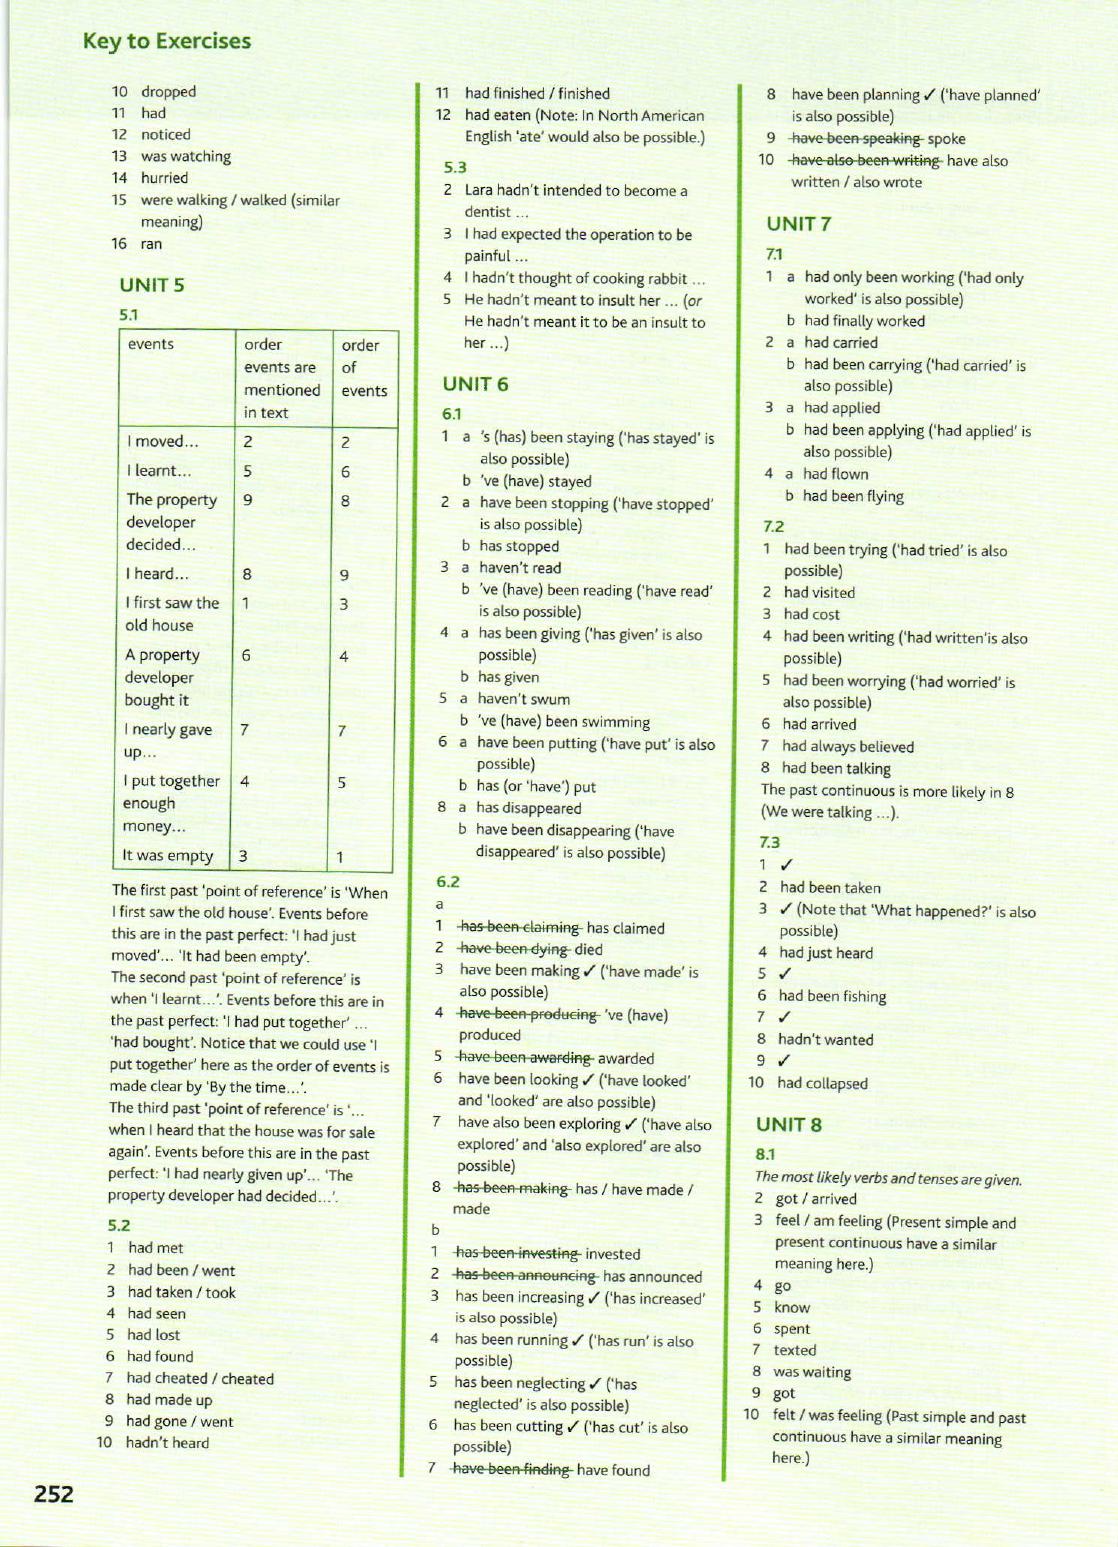 Key to Exercises
10 dropped
11 had
12 noticed
13 was watching
14 hurried
15 were walking / walked (similar
meaning)
16 ran
UNIT 5
5.1
events
order
events are
mentioned
in text
order
of
events
I moved... 2 2
I learnt... 5 6
The property 9 8
developer
decided...
I heard... 8 9
I first saw the 1 3
old house
A property 6 4
developer
bought it
I nearly gave 7 7
up...
I put together 4 5
enough
money...
It was empty 3 1
The first past 'point of reference' is 'When
I first saw the old house'. Events before
this are in the past perfect: 'I had just
moved'... 'It had been empty'.
The second past 'point of reference' is
when 'I learnt...'. Events before this are in
the past perfect: 'I had put together' ...
'had bought'. Notice that we could use 'I
put together' here as the order of events is
made clear by 'By the time...'.
The third past 'point of reference' is '...
when I heard that the house was for sale
again'. Events before this are in the past
perfect: 'I had nearly given up'... 'The
property developer had decided...'.
5.2
1 had met
2 had been / went
3 had taken / took
4 had seen
5 had lost
6 had found
7 had cheated / cheated
8 had made up
9 had gone / went
10 hadn't heard
11 had finished / finished
12 had eaten (Note: In North American
English 'ate' would also be possible.)
5.3
2 Lara hadn't intended to become a
dentist ...
3 I had expected the operation to be
painful ...
4 I hadn't thought of cooking rabbit ...
5 He hadn't meant to insult her ... (or
He hadn't meant it to be an insult to
her ...)
UNIT 6
6.1
1 a 's (has) been staying ('has stayed' is
also possible)
b 've (have) stayed
2 a have been stopping ('have stopped'
is also possible)
b has stopped
3 a haven't read
b 've (have) been reading ('have read'
is also possible)
4 a has been giving ('has given' is also
possible)
b has given
5 a haven't swum
b 've (have) been swimming
6 a have been putting ('have put' is also
possible)
b has (or 'have') put
8 a has disappeared
b have been disappearing ('have
disappeared' is also possible)
6.2
a
1 has been claiming has claimed
2 have been dying died
3 have been making ✓ ('have made' is
also possible)
4 have been producing 've (have)
produced
5 have been awarding awarded
6 have been looking ✓ ('have looked'
and 'looked' are also possible)
7 have also been exploring ✓ ('have also
explored' and 'also explored' are also
possible)
8 has been making has / have made /
made
b
1 has been investing invested
2 has been announcing has announced
3 has been increasing ✓ ('has increased'
is also possible)
4 has been running ✓ ('has run' is also
possible)
5 has been neglecting ✓ ('has
neglected' is also possible)
6 has been cutting ✓ ('has cut' is also
possible)
7 have been finding have found
8 have been planning ✓ ('have planned'
is also possible)
9 have been speaking spoke
10 have also been writing have also
written / also wrote
UNIT 7
7.1
1 a had only been working ('had only
worked' is also possible)
b had finally worked
2 a had carried
b had been carrying ('had carried' is
also possible)
3 a had applied
b had been applying ('had applied' is
also possible)
4 a had flown
b had been flying
7.2
1 had been trying ('had tried' is also
possible)
2 had visited
3 had cost
4 had been writing ('had written'is also
possible)
5 had been worrying ('had worried' is
also possible)
6 had arrived
7 had always believed
8 had been talking
The past continuous is more likely in 8
(We were talking ...).
7.3
1 ✓
2 had been taken
3 ✓ (Note that 'What happened?' is also
possible)
4 had just heard
5 ✓
6 had been fishing
7 ✓
8 hadn't wanted
9 ✓
10 had collapsed
UNIT 8
8.1
The most likely verbs and tenses are given.
2 got / arrived
3 feel / am feeling (Present simple and
present continuous have a similar
meaning here.)
4 go
5 know
6 spent
7 texted
8 was waiting
9 got
10 felt / was feeling (Past simple and past
continuous have a similar meaning
here.)
252